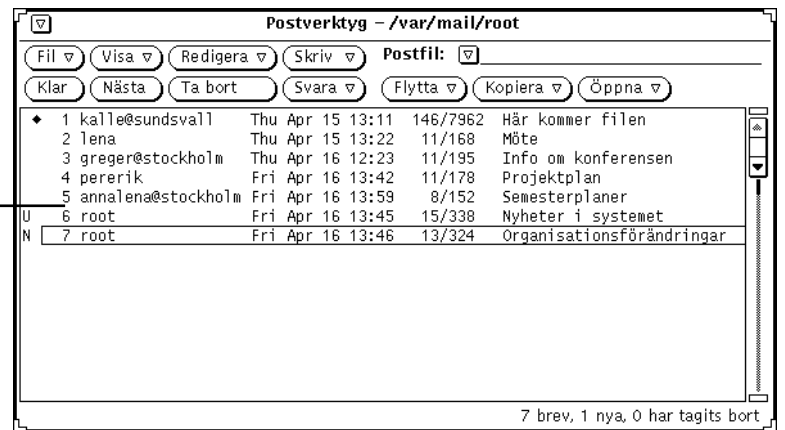 Postverktyg – /var/mail/root
Fil Visa Redigera Skriv Postfil:
Klar Nästa Ta bort Svara Flytta Kopiera Öppna
1 kalle@sundsvall Thu Apr 15 13:11 146/7962 Här kommer filen
2 lena Thu Apr 15 13:22 11/168 Möte
3 greger@stockholm Thu Apr 16 12:23 11/195 Info om konferensen
4 pererik Fri Apr 16 13:42 11/178 Projektplan
5 annalena@stockholm Fri Apr 16 13:59 8/152 Semesterplaner
U 6 root Fri Apr 16 13:45 15/338 Nyheter i systemet
N 7 root Fri Apr 16 13:46 13/324 Organisationsförändringar
7 brev, 1 nya, 0 har tagits bort